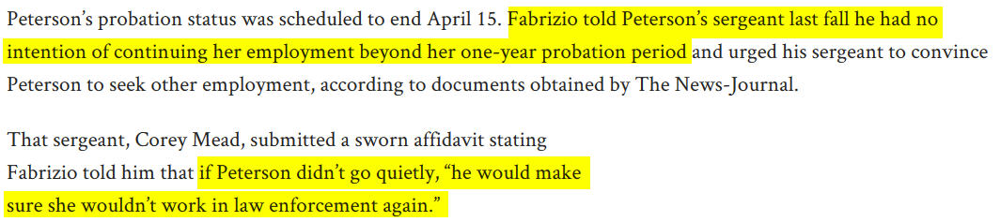 Peterson’s probation status was scheduled to end April 15. Fabrizio told Peterson’s sergeant last fall he had no
intention of continuing her employment beyond her one-year probation period and urged his sergeant to convince
Peterson to seek other employment, according to documents obtained by The News-Journal.
That sergeant, Corey Mead, submitted a sworn affidavit stating
Fabrizio told him that if Peterson didn’t go quietly, “he would make
sure she wouldn’t work in law enforcement again.”